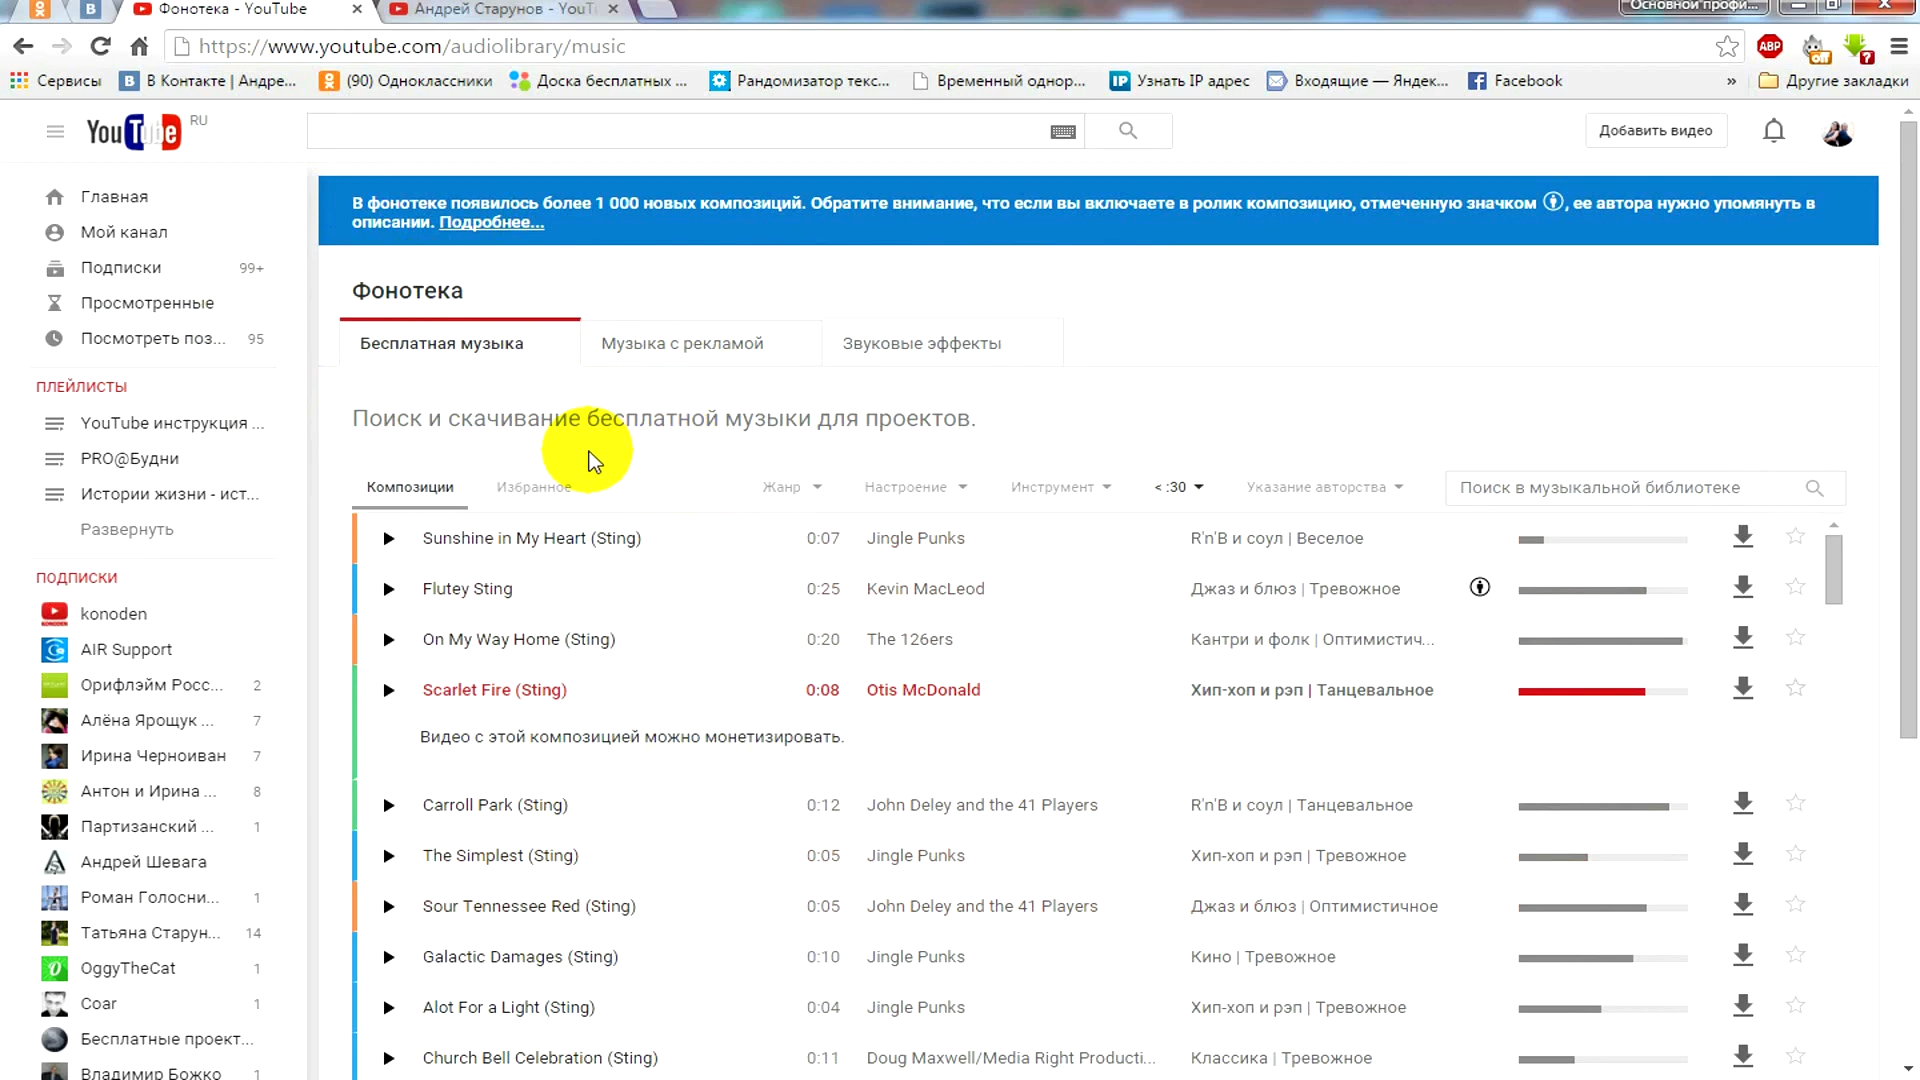 Фонотека - YouTube
Андрей Старунов - YouT
Основной профи...
https://www.youtube.com/audiolibrary/music
ABP
off
?
Сервисы
В Контакте | Андре...
(90) Одноклассники
Доска бесплатных ...
Рандомизатор текс...
Временный однор...
IP Узнать IP адрес
Входящие — Яндек...
Facebook
»
Другие закладки
YouTube RU
Добавить видео
Главная
Мой канал
Подписки 99+
Просмотренные
Посмотреть поз... 95
ПЛЕЙЛИСТЫ
YouTube инструкция ...
PRO@Будни
Истории жизни - ист...
Развернуть
ПОДПИСКИ
konoden
AIR Support
Орифлэйм Росс... 2
Алёна Ярощук ... 7
Ирина Черноиван 7
Антон и Ирина ... 8
Партизанский ... 1
Андрей Шевага
Роман Голосни... 1
Татьяна Старун... 14
OggyTheCat 1
Coar 1
Бесплатные проект...
Владимир Божко 1
В фонотеке появилось более 1 000 новых композиций. Обратите внимание, что если вы включаете в ролик композицию, отмеченную значком , ее автора нужно упомянуть в
описании. Подробнее...
Фонотека
Бесплатная музыка
Музыка с рекламой
Звуковые эффекты
Поиск и скачивание бесплатной музыки для проектов.
Композиции
Избранное
Жанр
Настроение
Инструмент
< :30
Указание авторства
Поиск в музыкальной библиотеке
Sunshine in My Heart (Sting) 0:07 Jingle Punks R'n'B и соул | Веселое
Flutey Sting 0:25 Kevin MacLeod Джаз и блюз | Тревожное
On My Way Home (Sting) 0:20 The 126ers Кантри и фолк | Оптимистич...
Scarlet Fire (Sting) 0:08 Otis McDonald Хип-хоп и рэп | Танцевальное
Видео с этой композицией можно монетизировать.
Carroll Park (Sting) 0:12 John Deley and the 41 Players R'n'B и соул | Танцевальное
The Simplest (Sting) 0:05 Jingle Punks Хип-хоп и рэп | Тревожное
Sour Tennessee Red (Sting) 0:05 John Deley and the 41 Players Джаз и блюз | Оптимистичное
Galactic Damages (Sting) 0:10 Jingle Punks Кино | Тревожное
Alot For a Light (Sting) 0:04 Jingle Punks Хип-хоп и рэп | Тревожное
Church Bell Celebration (Sting) 0:11 Doug Maxwell/Media Right Producti... Классика | Тревожное